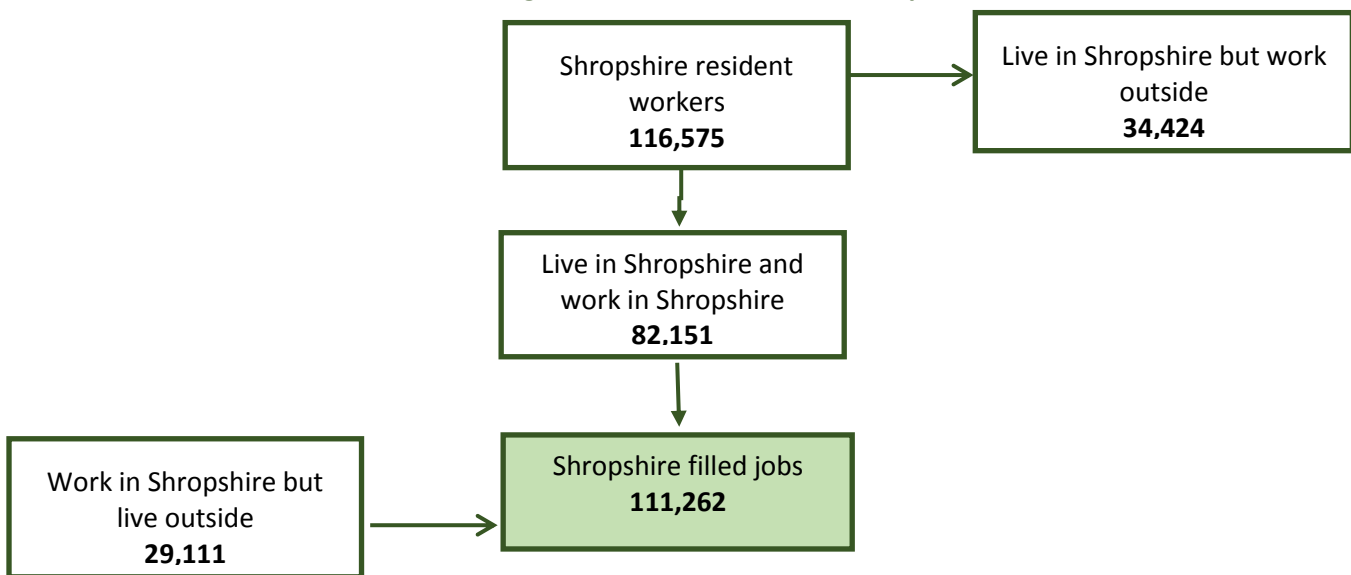 Shropshire resident
workers
116,575
Live in Shropshire but work
outside
34,424
Live in Shropshire and
work in Shropshire
82,151
Shropshire filled jobs
111,262
Work in Shropshire but
live outside
29,111